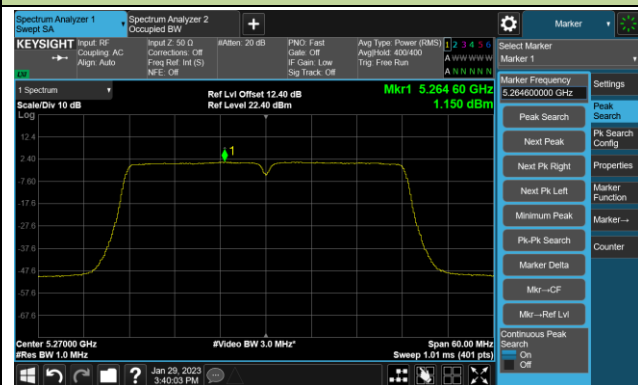 Spectrum Analyzer 1
Swept SA
Spectrum Analyzer 2
Occupied BW
Marker
KEYSIGHT
Input: RF
Coupling: AC
Align: Auto
Input Z: 50 Ω
Corrections: Off
Freq Ref: Int (S)
NFE: Off
#Atten: 20 dB
PNO: Fast
Gate: Off
IF Gain: Low
Sig Track: Off
Avg Type: Power (RMS)
Avg|Hold: 400/400
Trig: Free Run
1 2 3 4 5 6
A W W W W W
A N N N N N
Select Marker
Marker 1
1 Spectrum
Scale/Div 10 dB
Log
Ref Lvl Offset 12.40 dB
Ref Level 22.40 dBm
Mkr1 5.264 60 GHz
1.150 dBm
12.4
2.40
-7.60
-17.6
-27.6
-37.6
-47.6
-57.6
-67.6
1
Center 5.27000 GHz
#Res BW 1.0 MHz
#Video BW 3.0 MHz*
Span 60.00 MHz
Sweep 1.01 ms (401 pts)
Marker Frequency
5.264600000 GHz
Peak Search
Next Peak
Next Pk Right
Next Pk Left
Minimum Peak
Pk-Pk Search
Marker Delta
Mkr→CF
Mkr→Ref Lvl
Continuous Peak
Search
On
Off
Settings
Peak
Search
Pk Search
Config
Properties
Marker
Function
Marker→
Counter
Jan 29, 2023
3:40:03 PM